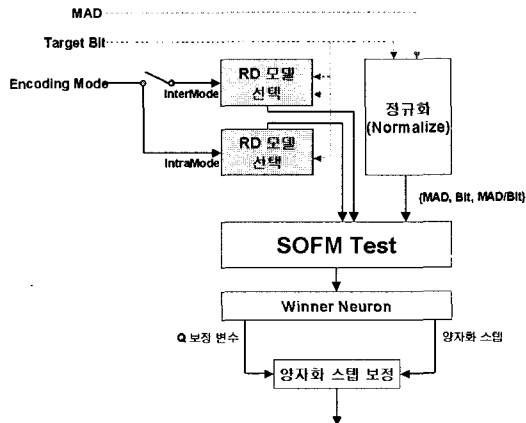 MAD
Target Bit
Encoding Mode
InterMode
RD 모델
선택
IntraMode
RD 모델
선택
정규화
(Normalize)
{MAD, Bit, MAD/Bit}
SOFM Test
Winner Neuron
Q 보정 변수
양자화 스텝
양자화 스텝 보정